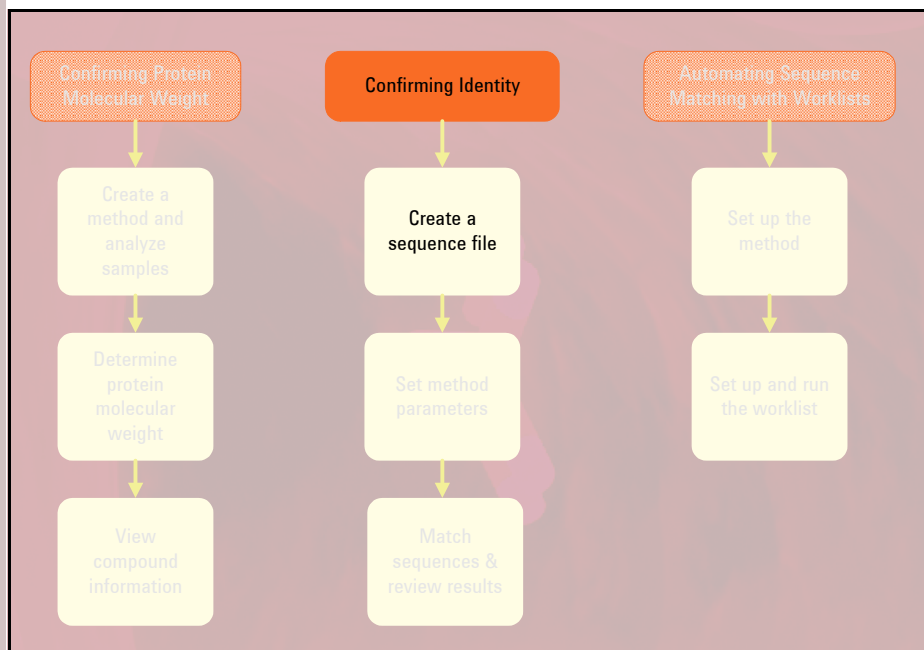 Confirming Protein
Molecular Weight
Create a
method and
analyze
samples
Determine
protein
molecular
weight
View
compound
information
Confirming Identity
Create a
sequence file
Set method
parameters
Match
sequences &
review results
Automating Sequence
Matching with Worklists
Set up the
method
Set up and run
the worklist